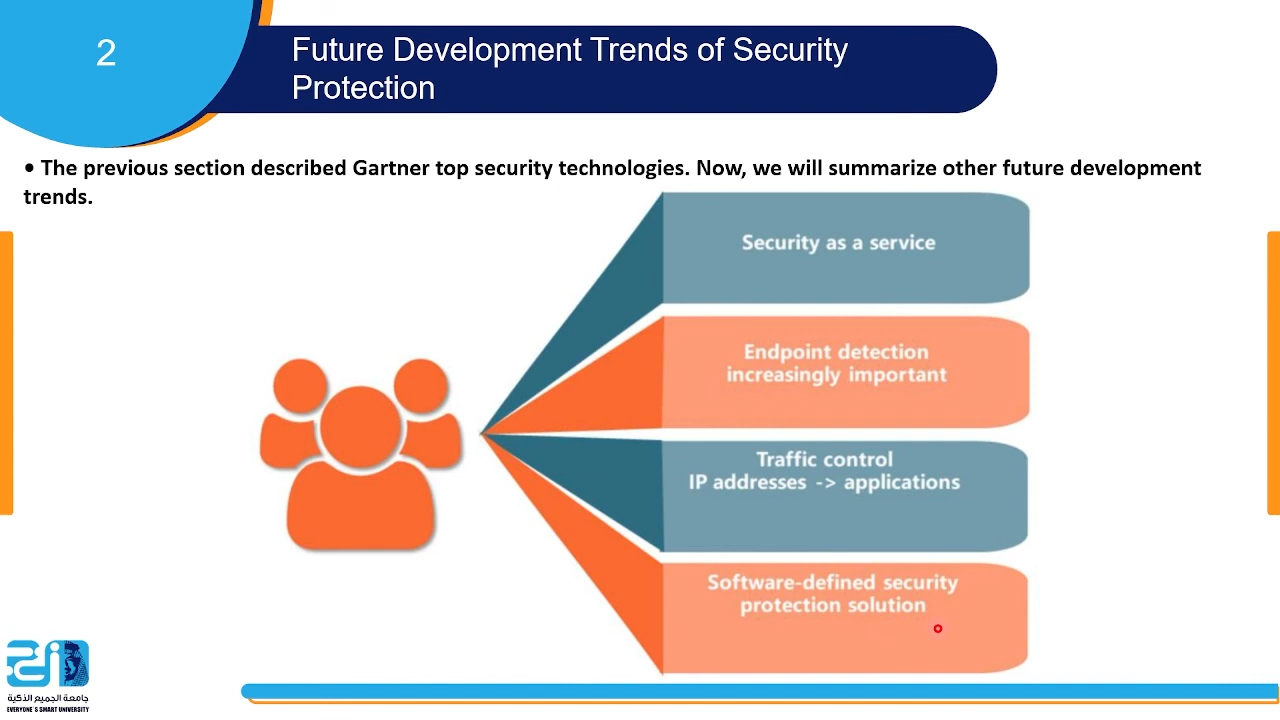 2
Future Development Trends of Security
Protection
• The previous section described Gartner top security technologies. Now, we will summarize other future development
trends.
Security as a service
Endpoint detection
increasingly important
Traffic control
IP addresses -> applications
Software-defined security
protection solution
جامعة الجميع الذكية
EVERYONE'S SMART UNIVERSITY